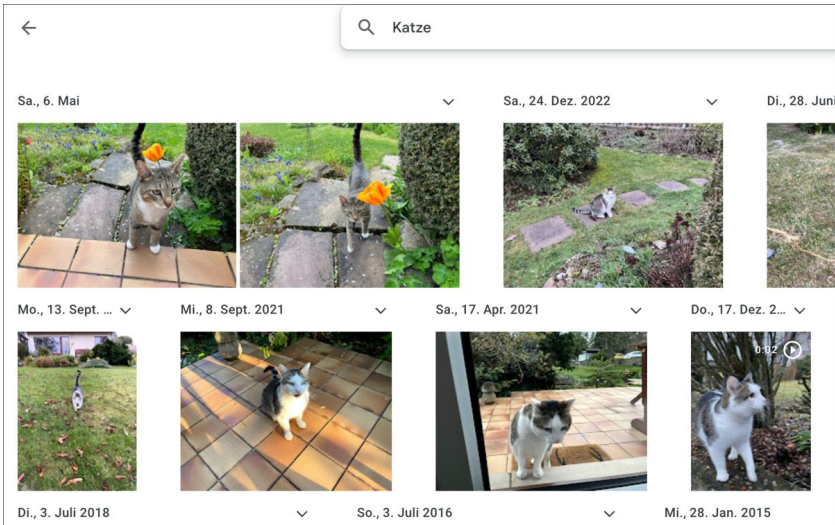 Katze
Sa., 6. Mai
Sa., 24. Dez. 2022
Di., 28. Juni
Mo., 13. Sept. ...
Mi., 8. Sept. 2021
Sa., 17. Apr. 2021
Do., 17. Dez. 2...
0:02
Di., 3. Juli 2018
So., 3. Juli 2016
Mi., 28. Jan. 2015